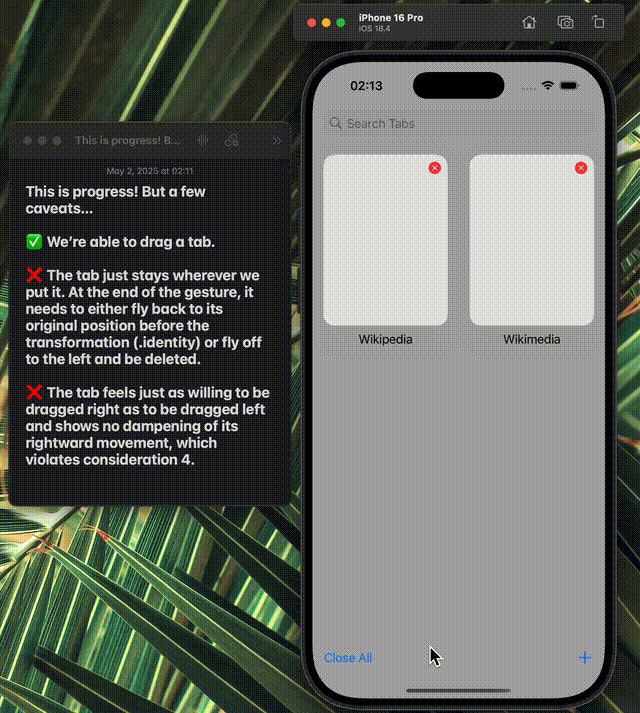 iPhone 16 Pro
iOS 18.4
This is progress! B...
May 2, 2025 at 02:11
This is progress! But a few
caveats...
✅ We're able to drag a tab.
❌ The tab just stays wherever we
put it. At the end of the gesture, it
needs to either fly back to its
original position before the
transformation (.identity) or fly off
to the left and be deleted.
❌ The tab feels just as willing to be
dragged right as to be dragged left
and shows no dampening of its
rightward movement, which
violates consideration 4.
02:13
Search Tabs
Wikipedia
Wikimedia
Close All